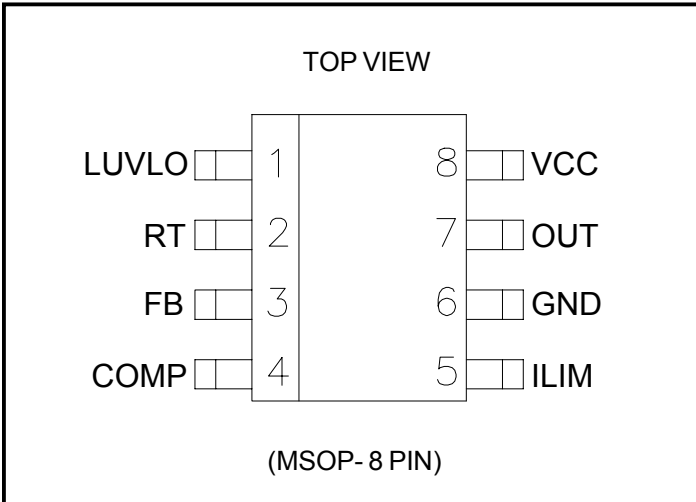 TOP VIEW
LUVLO 1 8 VCC
RT 2 7 OUT
FB 3 6 GND
COMP 4 5 ILIM
(MSOP- 8 PIN)